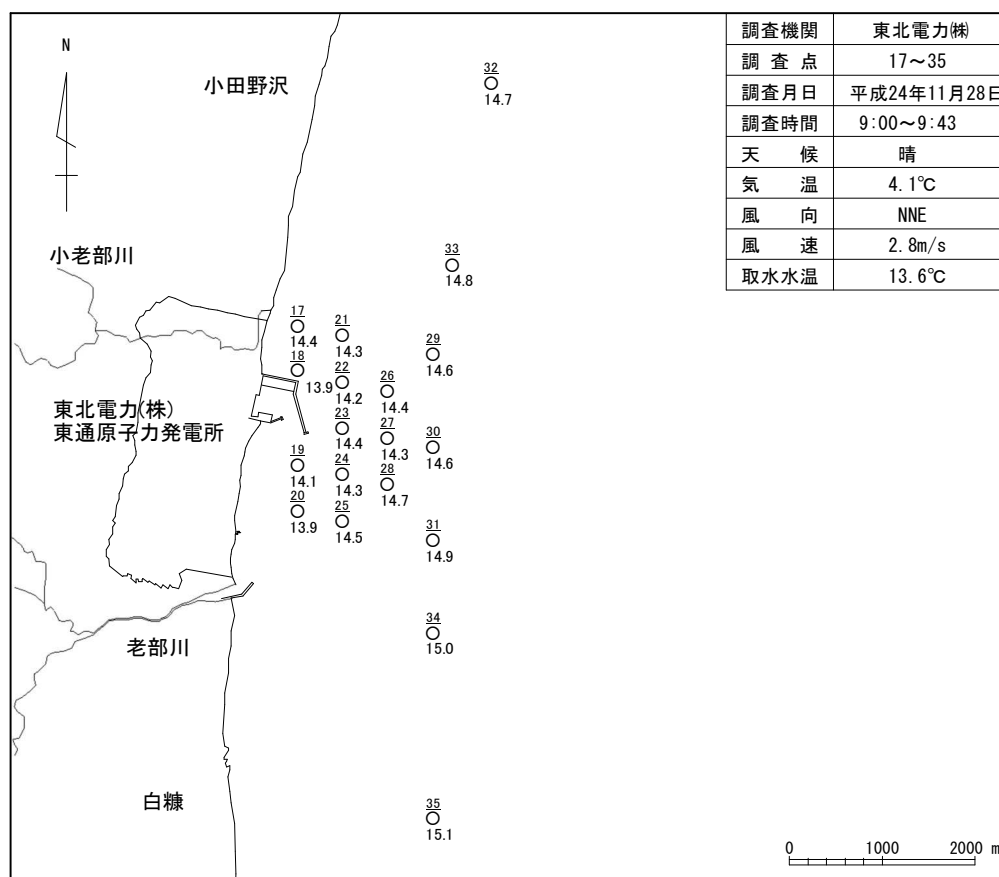 調査機関 東北電力㈱
調 査 点 17～35
調査月日 平成24年11月28日
調査時間 9:00～9:43
天 候 晴
気 温 4.1℃
風 向 NNE
風 速 2.8m/s
取水水温 13.6℃
N
小田野沢
32
14.7
小老部川
33
14.8
17
14.4
21
14.3
18
13.9
22
14.2
29
14.6
26
14.4
東北電力(株)
東通原子力発電所
23
14.4
27
14.3
30
14.6
19
14.1
24
14.3
28
14.7
20
13.9
25
14.5
31
14.9
34
15.0
老部川
白糠
35
15.1
0 1000 2000 m